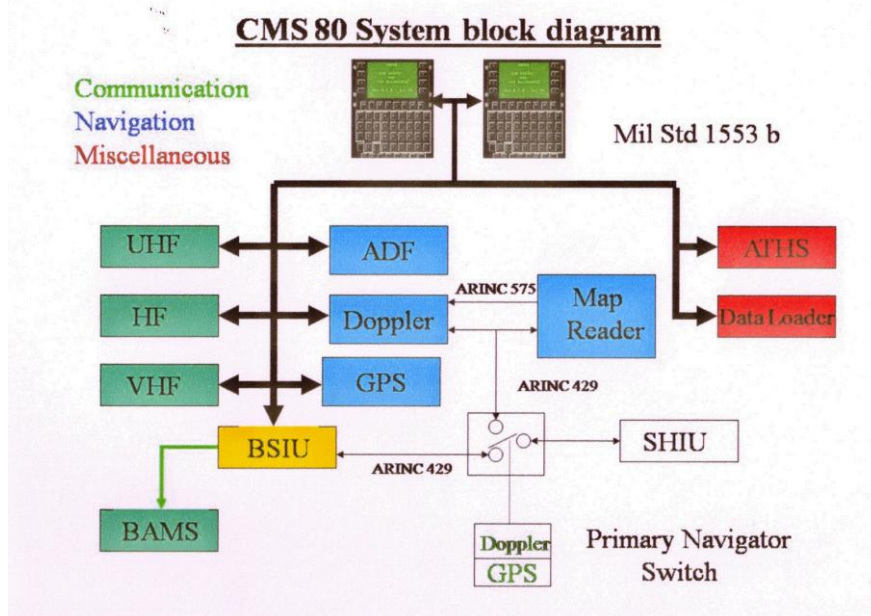 CMS 80 System block diagram
Communication
Navigation
Miscellaneous
Mil Std 1553 b
UHF
ADF
ATHS
HF
Doppler
ARINC 575
Map
Reader
Data Loader
VHF
GPS
ARINC 429
BSIU
ARINC 429
SHIU
BAMS
Doppler
GPS
Primary Navigator
Switch